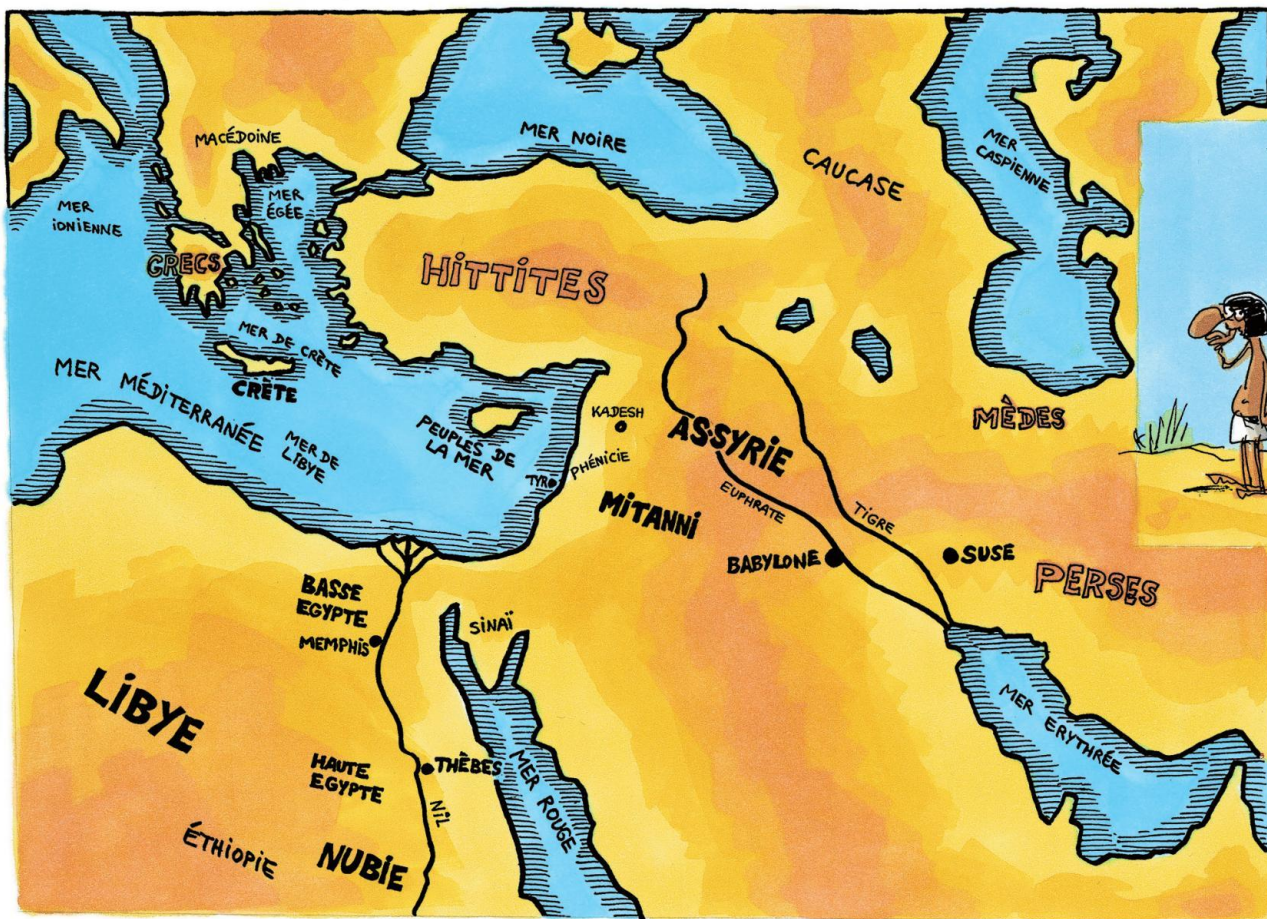 MACÉDOINE
MER NOIRE
CAUCASE
MER
CASPIENNE
MER
IONIENNE
MER
ÉGÉE
GRECS
HITTITES
MER DE CRÈTE
CRÈTE
MER MÉDITERRANÉE
MER DE
LIBYE
PEUPLES DE
LA MER
KADESH
TYR
PHÉNICIE
AS-SYRIE
MÈDES
MITANNI
EUPHRATE
TIGRE
BABYLONE
SUSE
PERSES
BASSE
EGYPTE
MEMPHIS
SINAÏ
LIBYE
MER ERYTHRÉE
HAUTE
EGYPTE
THÈBES
MER ROUGE
NIL
ÉTHIOPIE
NUBIE